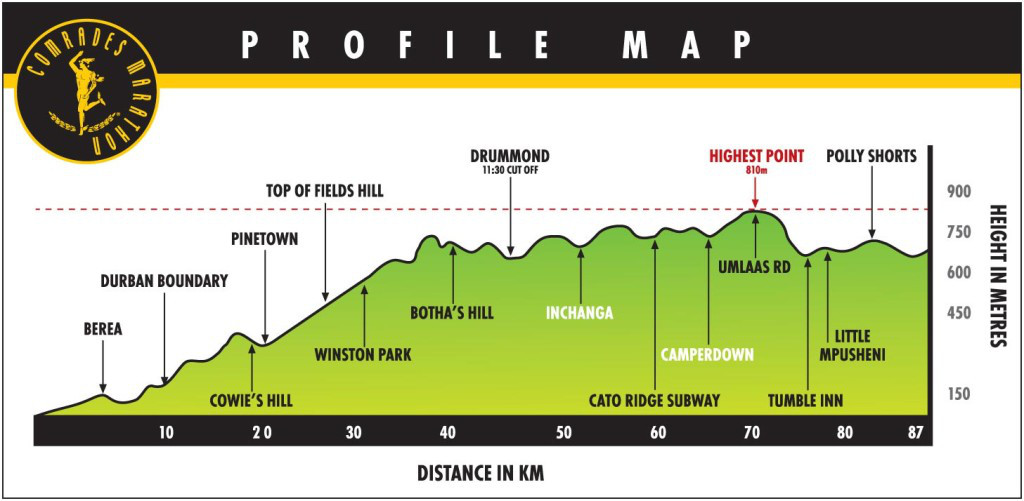 PROFILE MAP
COMRADES MARATHON
DRUMMOND
11:30 CUT OFF
HIGHEST POINT
810m
POLLY SHORTS
TOP OF FIELDS HILL
PINETOWN
DURBAN BOUNDARY
BEREA
UMLAAS RD
BOTHA'S HILL
INCHANGA
WINSTON PARK
CAMPERDOWN
LITTLE
MPUSHENI
COWIE'S HILL
CATO RIDGE SUBWAY
TUMBLE INN
900
750
600
450
150
HEIGHT IN METRES
10 20 30 40 50 60 70 80 87
DISTANCE IN KM